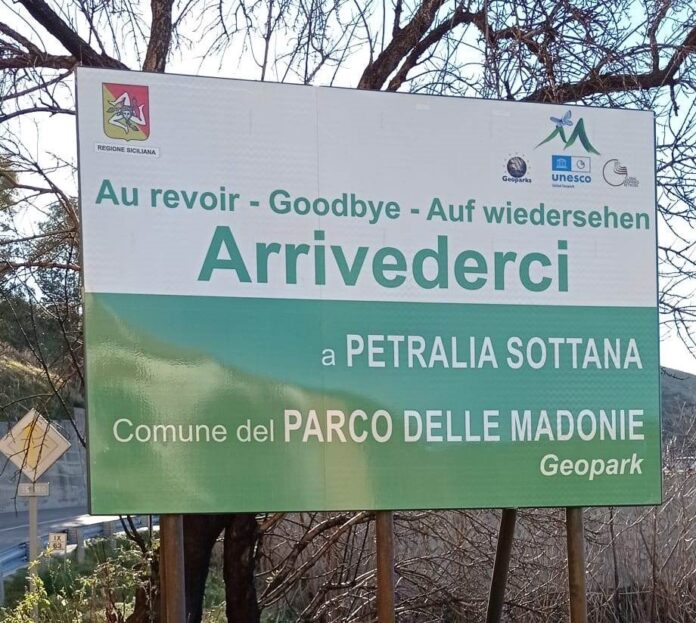 REGIONE SICILIANA
Geoparks
unesco
Au revoir - Goodbye - Auf wiedersehen
Arrivederci
a PETRALIA SOTTANA
Comune del PARCO DELLE MADONIE
Geopark